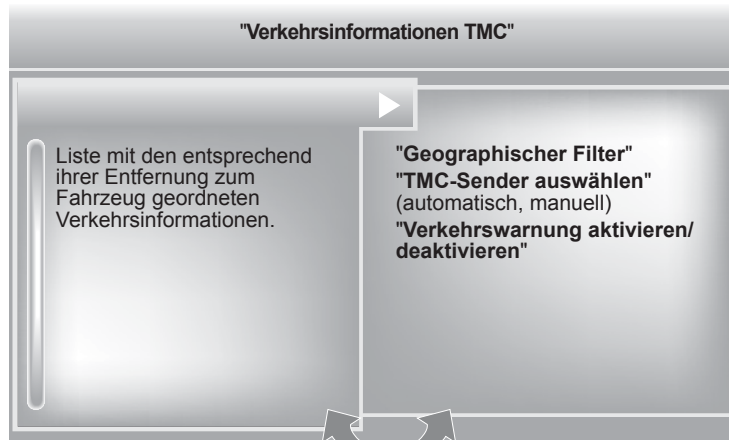 "Verkehrsinformationen TMC"
Liste mit den entsprechend
ihrer Entfernung zum
Fahrzeug geordneten
Verkehrsinformationen.
"Geographischer Filter"
"TMC-Sender auswählen"
(automatisch, manuell)
"Verkehrswarnung aktivieren/
deaktivieren"